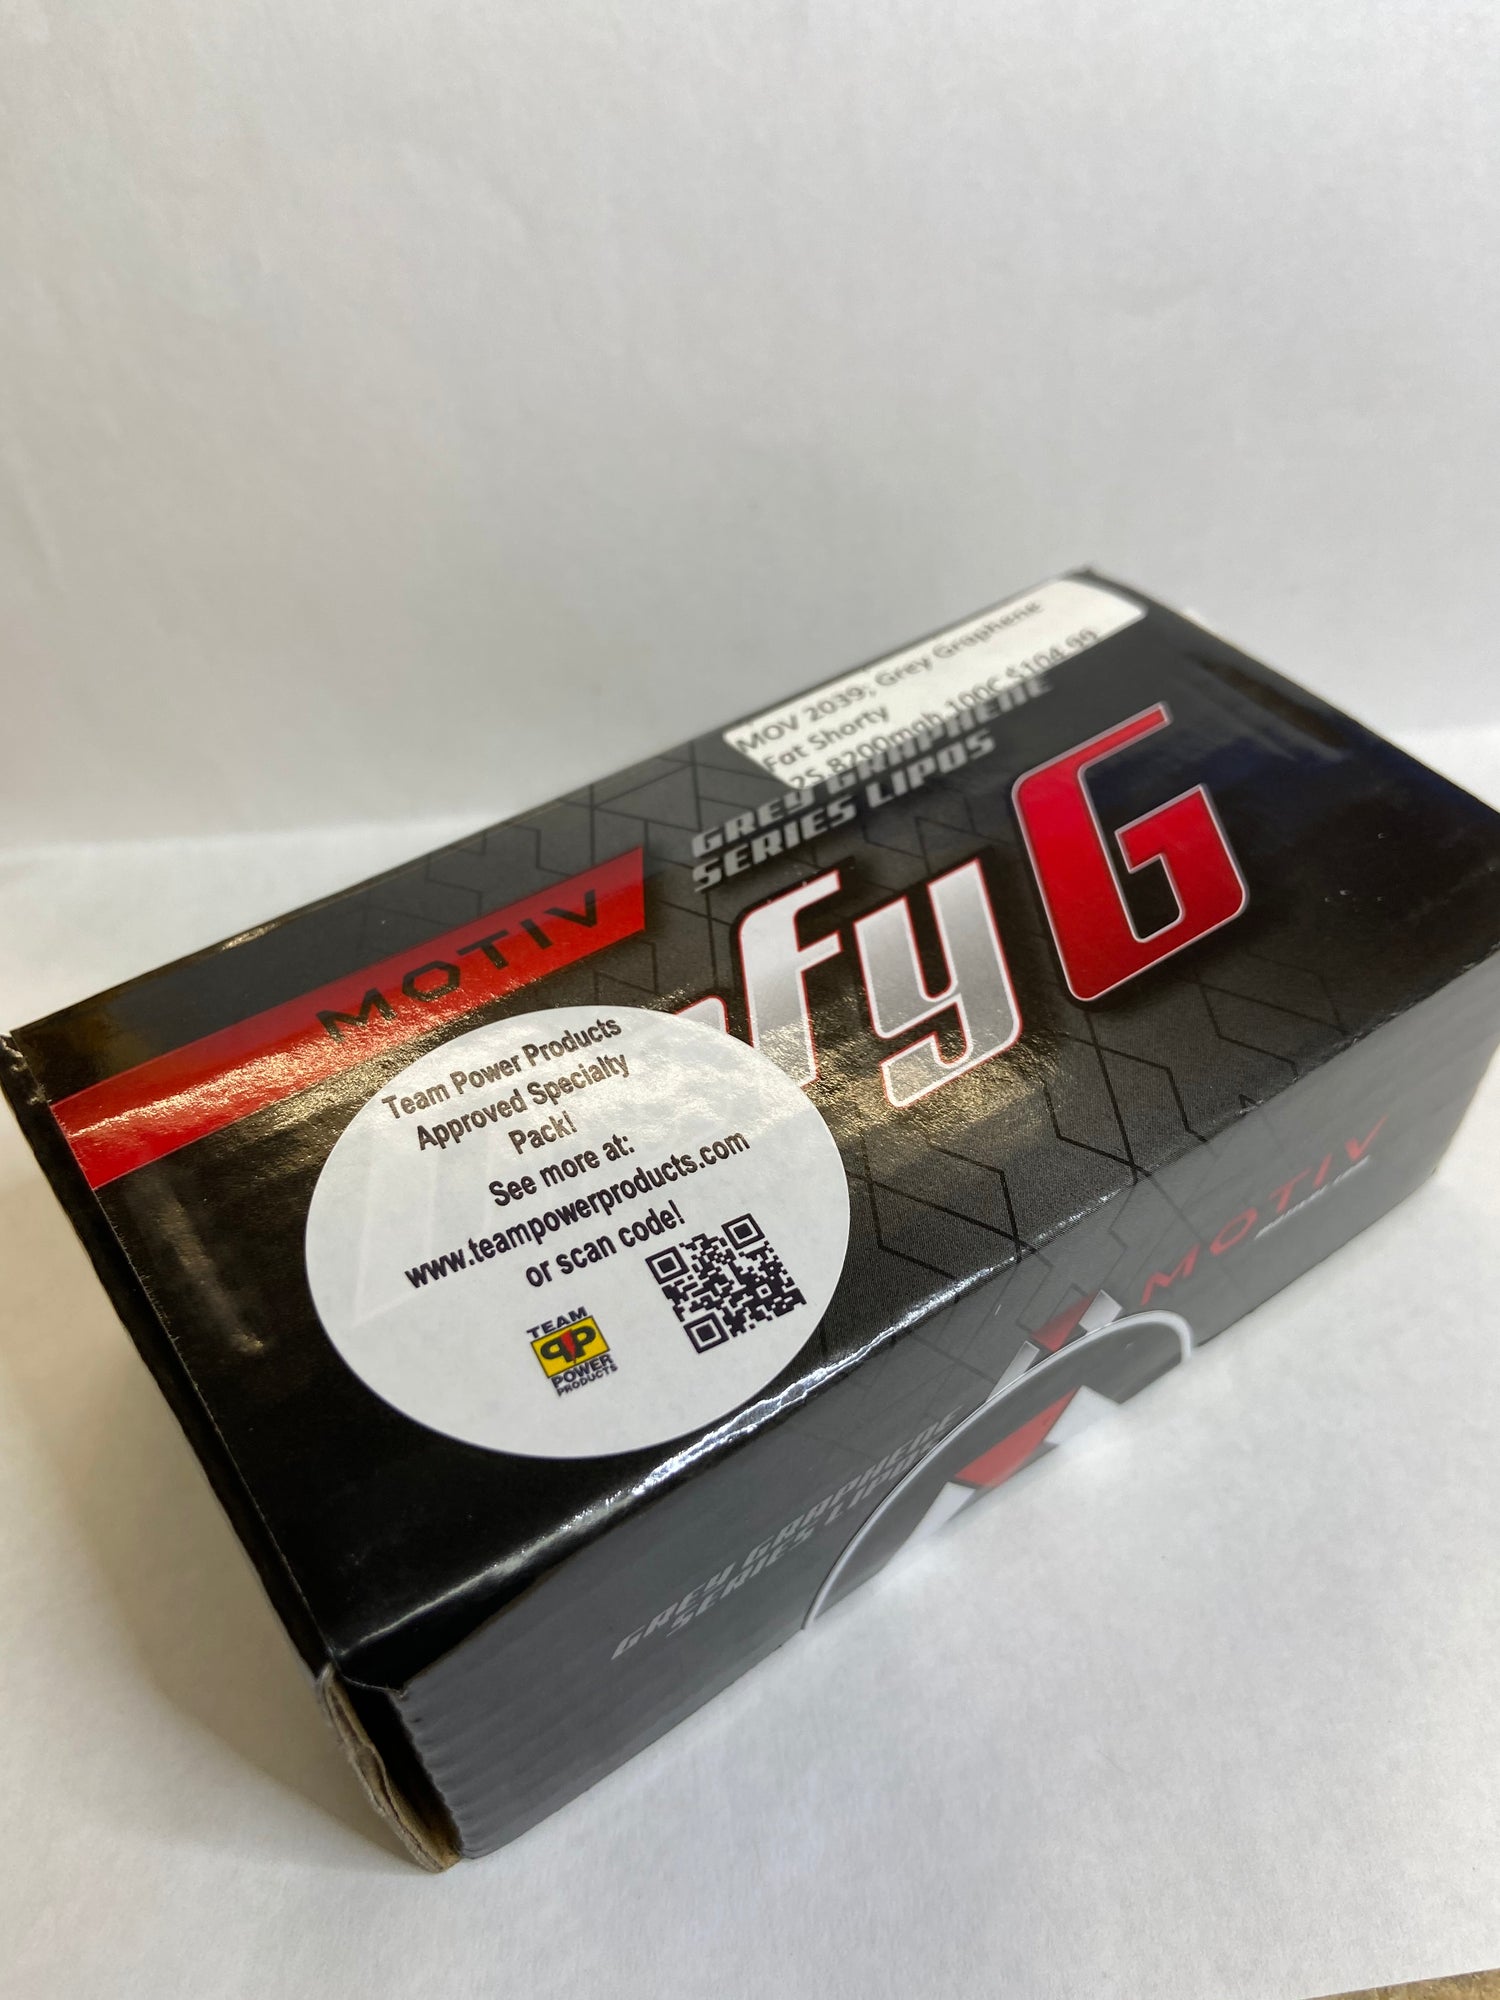 MOV 2039; Grey Graphene
Fat Shorty
2S 8200mah 100C $104.99
GREY GRAPHENE
SERIES LIPOS
MOTIV
fy G
Team Power Products
Approved Specialty
Pack!
See more at:
www.teampowerproducts.com
or scan code!
TEAM
PP
POWER
PRODUCTS
MOTIV
GREY GRAPHENE
SERIES LIPOS